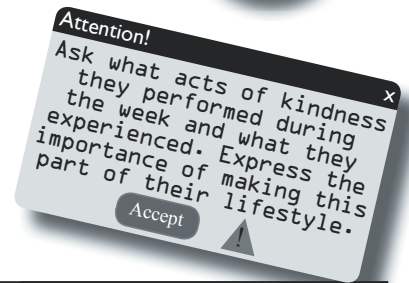 Attention!
x
Ask what acts of kindness
they performed during
the week and what they
experienced. Express the
importance of making this
part of their lifestyle.
Accept
!